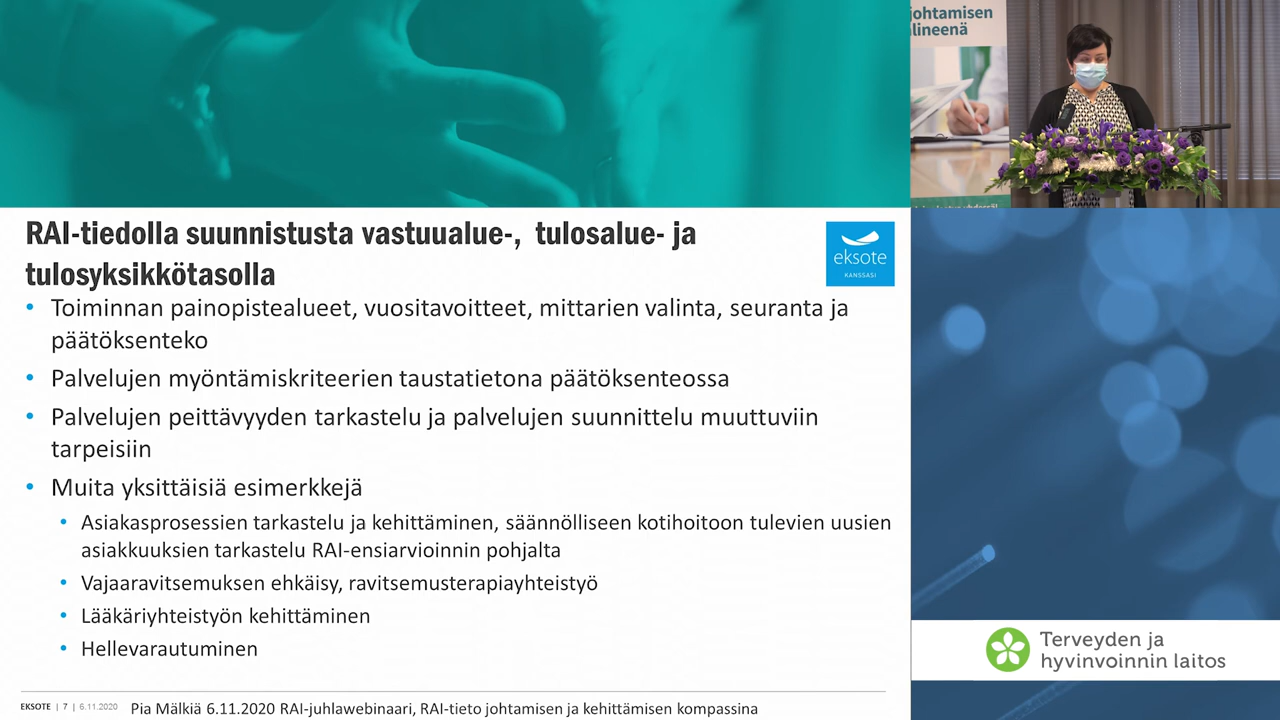 johtamisen
lineenä
RAI-tiedolla suunnistusta vastuualue-, tulosalue- ja
tulosyksikkötasolla
eksote
KANSSASI
• Toiminnan painopistealueet, vuositavoitteet, mittarien valinta, seuranta ja
päätöksenteko
• Palvelujen myöntämiskriteerien taustatietona päätöksenteossa
• Palvelujen peittävyyden tarkastelu ja palvelujen suunnittelu muuttuviin
tarpeisiin
• Muita yksittäisiä esimerkkejä
• Asiakasprosessien tarkastelu ja kehittäminen, säännölliseen kotihoitoon tulevien uusien
asiakkuuksien tarkastelu RAI-ensiarvioinnin pohjalta
• Vajaaravitsemuksen ehkäisy, ravitsemusterapiayhteistyö
• Lääkäriyhteistyön kehittäminen
• Hellevarautuminen
Terveyden ja
hyvinvoinnin laitos
EKSOTE | 7 | 6.11.2020 Pia Mälkiä 6.11.2020 RAI-juhlawebinaari, RAI-tieto johtamisen ja kehittämisen kompassina